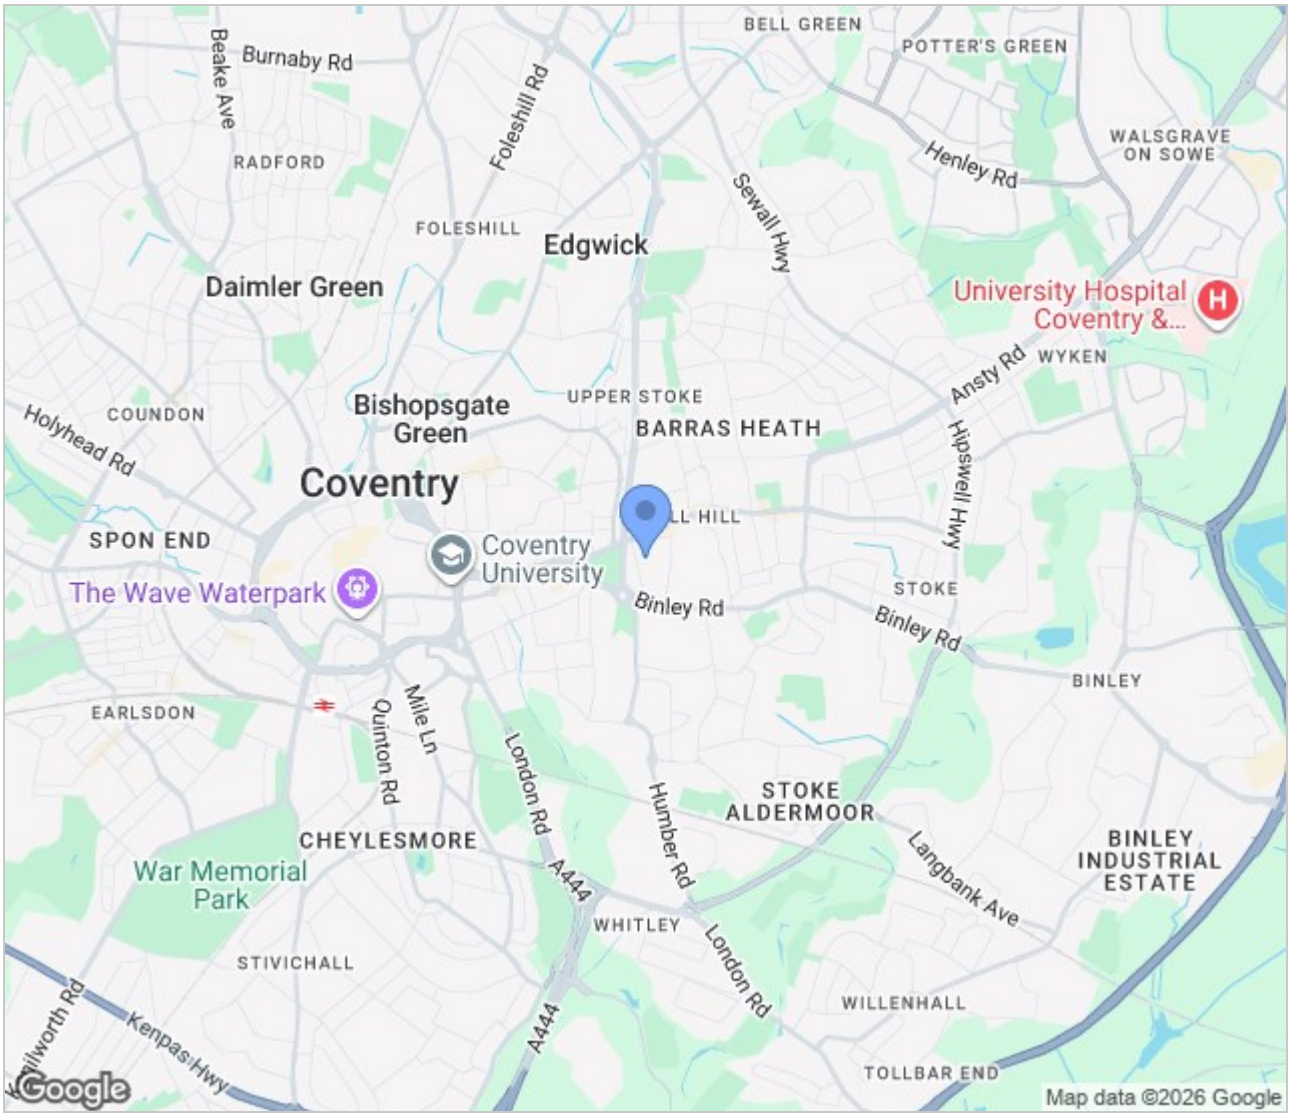 BELL GREEN
POTTER'S GREEN
Beake Ave
Burnaby Rd
Foleshill Rd
WALSGRAVE
ON SOWE
Henley Rd
RADFORD
Sewall Hwy
FOLESHILL
Edgwick
Daimler Green
University Hospital
Coventry &...
H
WYKEN
Ansty Rd
UPPER STOKE
Bishopsgate
Green
COUNDON
BARRAS HEATH
Holyhead Rd
Hipswell Hwy
Coventry
LL HILL
SPON END
Coventry
University
The Wave Waterpark
STOKE
Binley Rd
Binley Rd
BINLEY
EARLSDON
Mile Ln
Quinton Rd
London Rd
Humber Rd
STOKE
ALDERMOOR
CHEYLESMORE
Langbank Ave
BINLEY
INDUSTRIAL
ESTATE
War Memorial
Park
A444
WHITLEY
London Rd
STIVICHALL
WILLENHALL
A444
Kenpas Hwy
ilworth Rd
TOLLBAR END
Google
Map data ©2026 Google